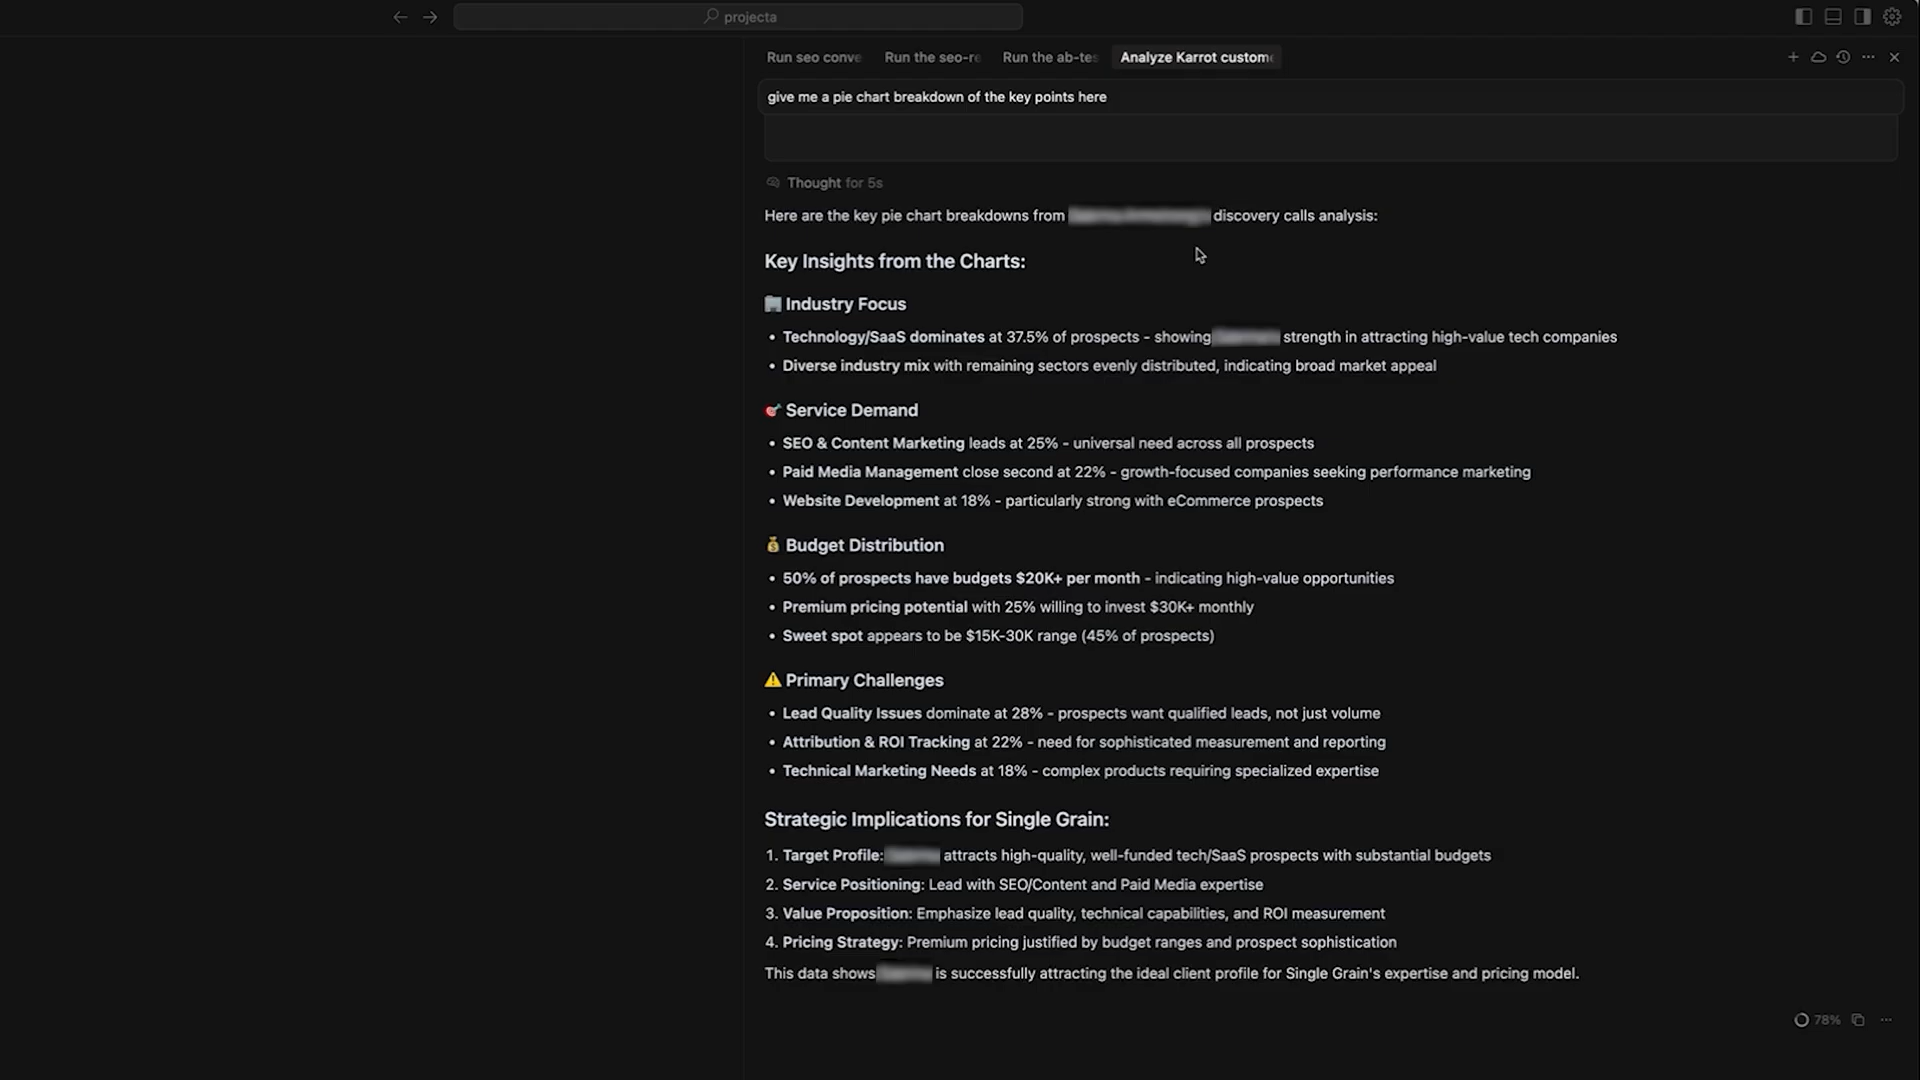 projecta
Run seo conve
Run the seo-re
Run the ab-tes
Analyze Karrot custome
give me a pie chart breakdown of the key points here
Thought for 5s
Here are the key pie chart breakdowns from discovery calls analysis:
Key Insights from the Charts:
Industry Focus
• Technology/SaaS dominates at 37.5% of prospects - showing strength in attracting high-value tech companies
• Diverse industry mix with remaining sectors evenly distributed, indicating broad market appeal
Service Demand
• SEO & Content Marketing leads at 25% - universal need across all prospects
• Paid Media Management close second at 22% - growth-focused companies seeking performance marketing
• Website Development at 18% - particularly strong with eCommerce prospects
Budget Distribution
• 50% of prospects have budgets $20K+ per month - indicating high-value opportunities
• Premium pricing potential with 25% willing to invest $30K+ monthly
• Sweet spot appears to be $15K-30K range (45% of prospects)
Primary Challenges
• Lead Quality Issues dominate at 28% - prospects want qualified leads, not just volume
• Attribution & ROI Tracking at 22% - need for sophisticated measurement and reporting
• Technical Marketing Needs at 18% - complex products requiring specialized expertise
Strategic Implications for Single Grain:
1. Target Profile: attracts high-quality, well-funded tech/SaaS prospects with substantial budgets
2. Service Positioning: Lead with SEO/Content and Paid Media expertise
3. Value Proposition: Emphasize lead quality, technical capabilities, and ROI measurement
4. Pricing Strategy: Premium pricing justified by budget ranges and prospect sophistication
This data shows is successfully attracting the ideal client profile for Single Grain's expertise and pricing model.
78%